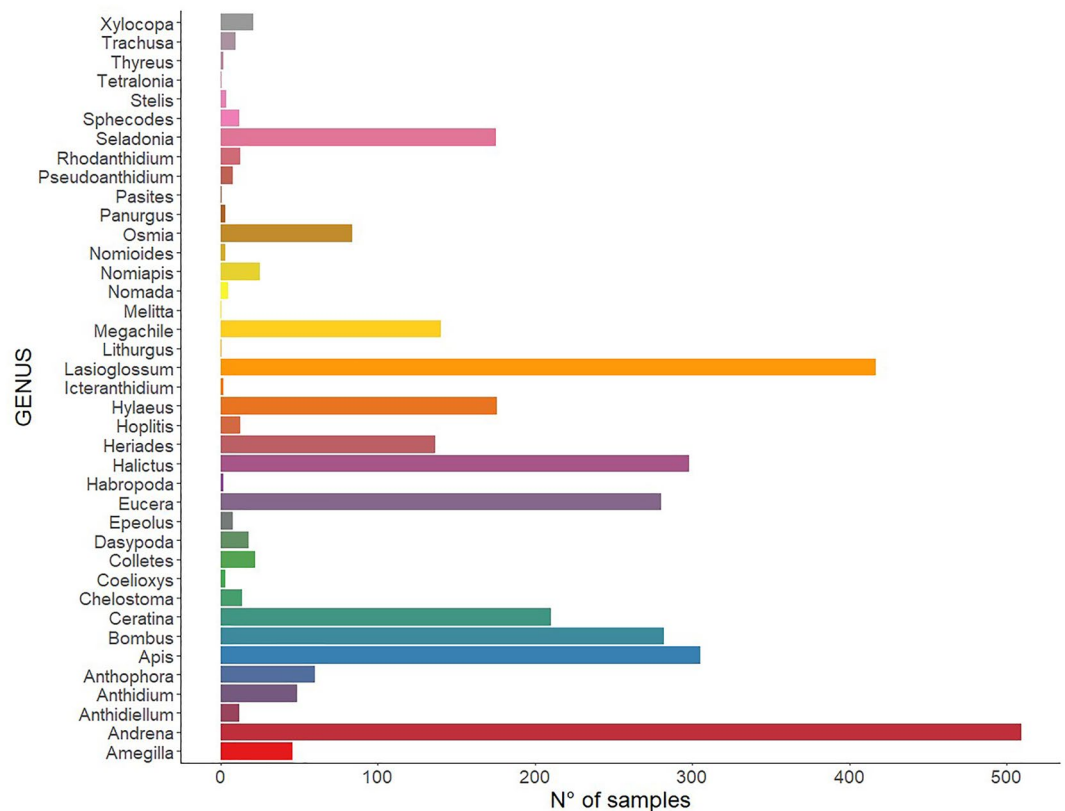 GENUS
Xylocopa
Trachusa
Thyreus
Tetralonia
Stelis
Sphecodes
Seladonia
Rhodanthidium
Pseudoanthidium
Pasites
Panurgus
Osmia
Nomioides
Nomiapis
Nomada
Melitta
Megachile
Lithurgus
Lasioglossum
Icteranthidium
Hylaeus
Hoplitis
Heriades
Halictus
Habropoda
Eucera
Epeolus
Dasypoda
Colletes
Coelioxys
Chelostoma
Ceratina
Bombus
Apis
Anthophora
Anthidium
Anthidiellum
Andrena
Amegilla
0 100 200 300 400 500
N° of samples